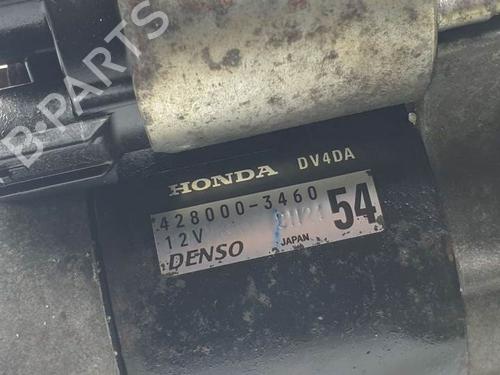 B·PARTS
HONDA DV4DA
428000-3460
12V 54
DENSO JAPAN